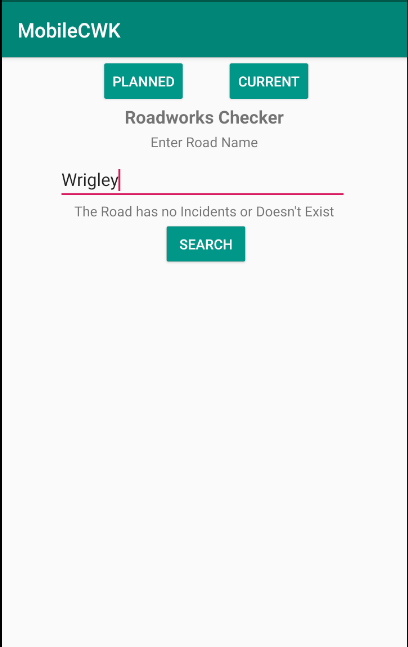 MobileCWK
PLANNED CURRENT
Roadworks Checker
Enter Road Name
Wrigley
The Road has no Incidents or Doesn't Exist
SEARCH